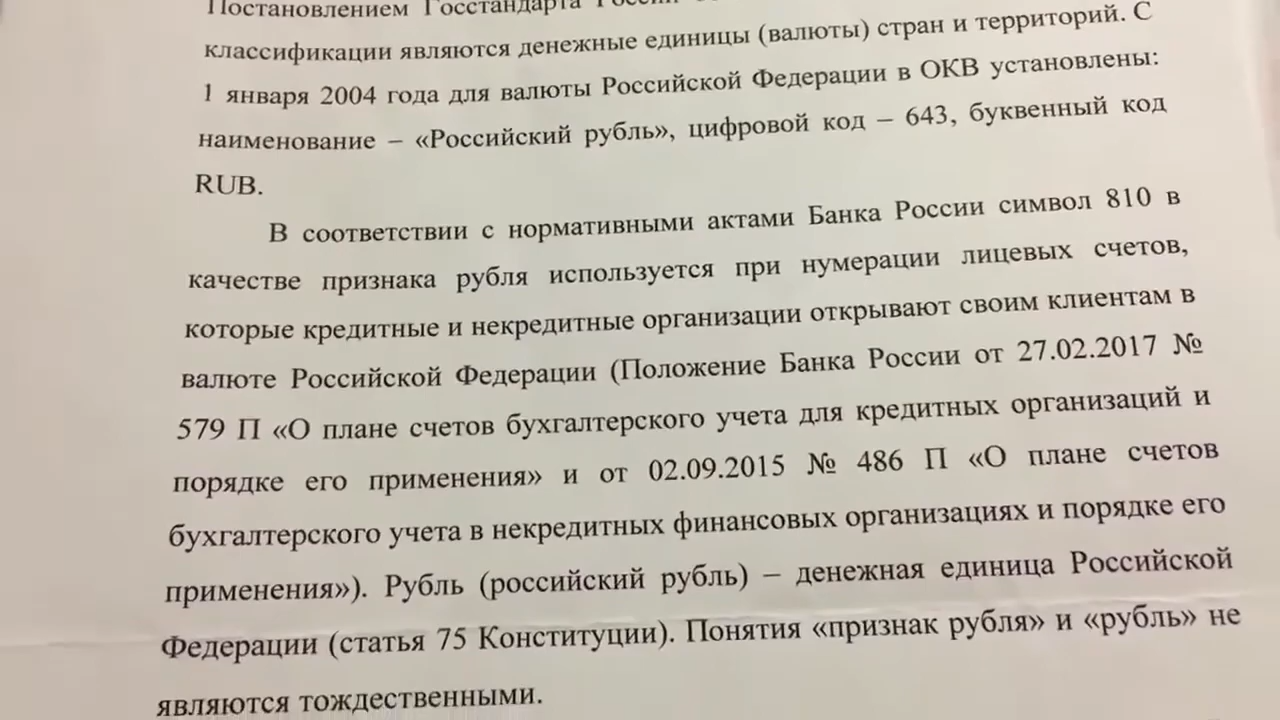 Постановлением Госстандарта России
классификации являются денежные единицы (валюты) стран и территорий. С
1 января 2004 года для валюты Российской Федерации в ОКВ установлены:
наименование – «Российский рубль», цифровой код – 643, буквенный код
RUB.
В соответствии с нормативными актами Банка России символ 810 в
качестве признака рубля используется при нумерации лицевых счетов,
которые кредитные и некредитные организации открывают своим клиентам в
валюте Российской Федерации (Положение Банка России от 27.02.2017 №
579 П «О плане счетов бухгалтерского учета для кредитных организаций и
порядке его применения» и от 02.09.2015 № 486 П «О плане счетов
бухгалтерского учета в некредитных финансовых организациях и порядке его
применения»). Рубль (российский рубль) – денежная единица Российской
Федерации (статья 75 Конституции). Понятия «признак рубля» и «рубль» не
являются тождественными.